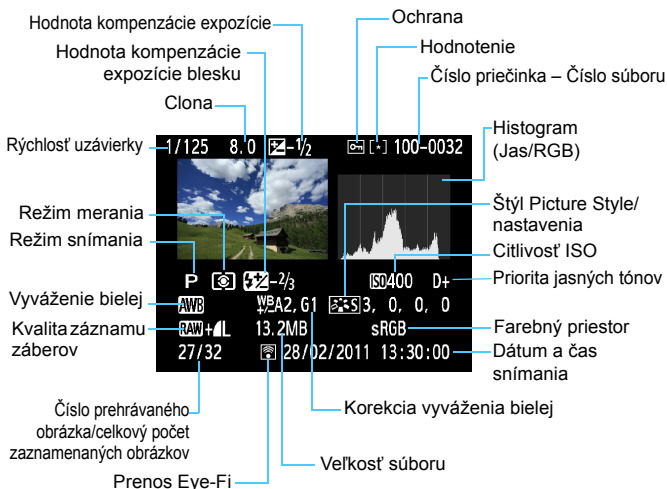 Hodnota kompenzácie expozície
Hodnota kompenzácie
expozície blesku
Clona
Rýchlosť uzávierky
Ochrana
Hodnotenie
Číslo priečinka – Číslo súboru
1/125 8.0 -1/2 100-0032
Histogram
(Jas/RGB)
Režim merania
Režim snímania
Štýl Picture Style/
nastavenia
Citlivosť ISO
Priorita jasných tónov
P -2/3 ISO400 D+
Vyváženie bielej
AWB WB+/-A2, G1 S3, 0, 0, 0
Kvalita záznamu
záberov
RAW+L 13.2MB sRGB
Farebný priestor
27/32 28/02/2011 13:30:00
Dátum a čas
snímania
Číslo prehrávaného
obrázka/celkový počet
zaznamenaných obrázkov
Korekcia vyváženia bielej
Veľkosť súboru
Prenos Eye-Fi